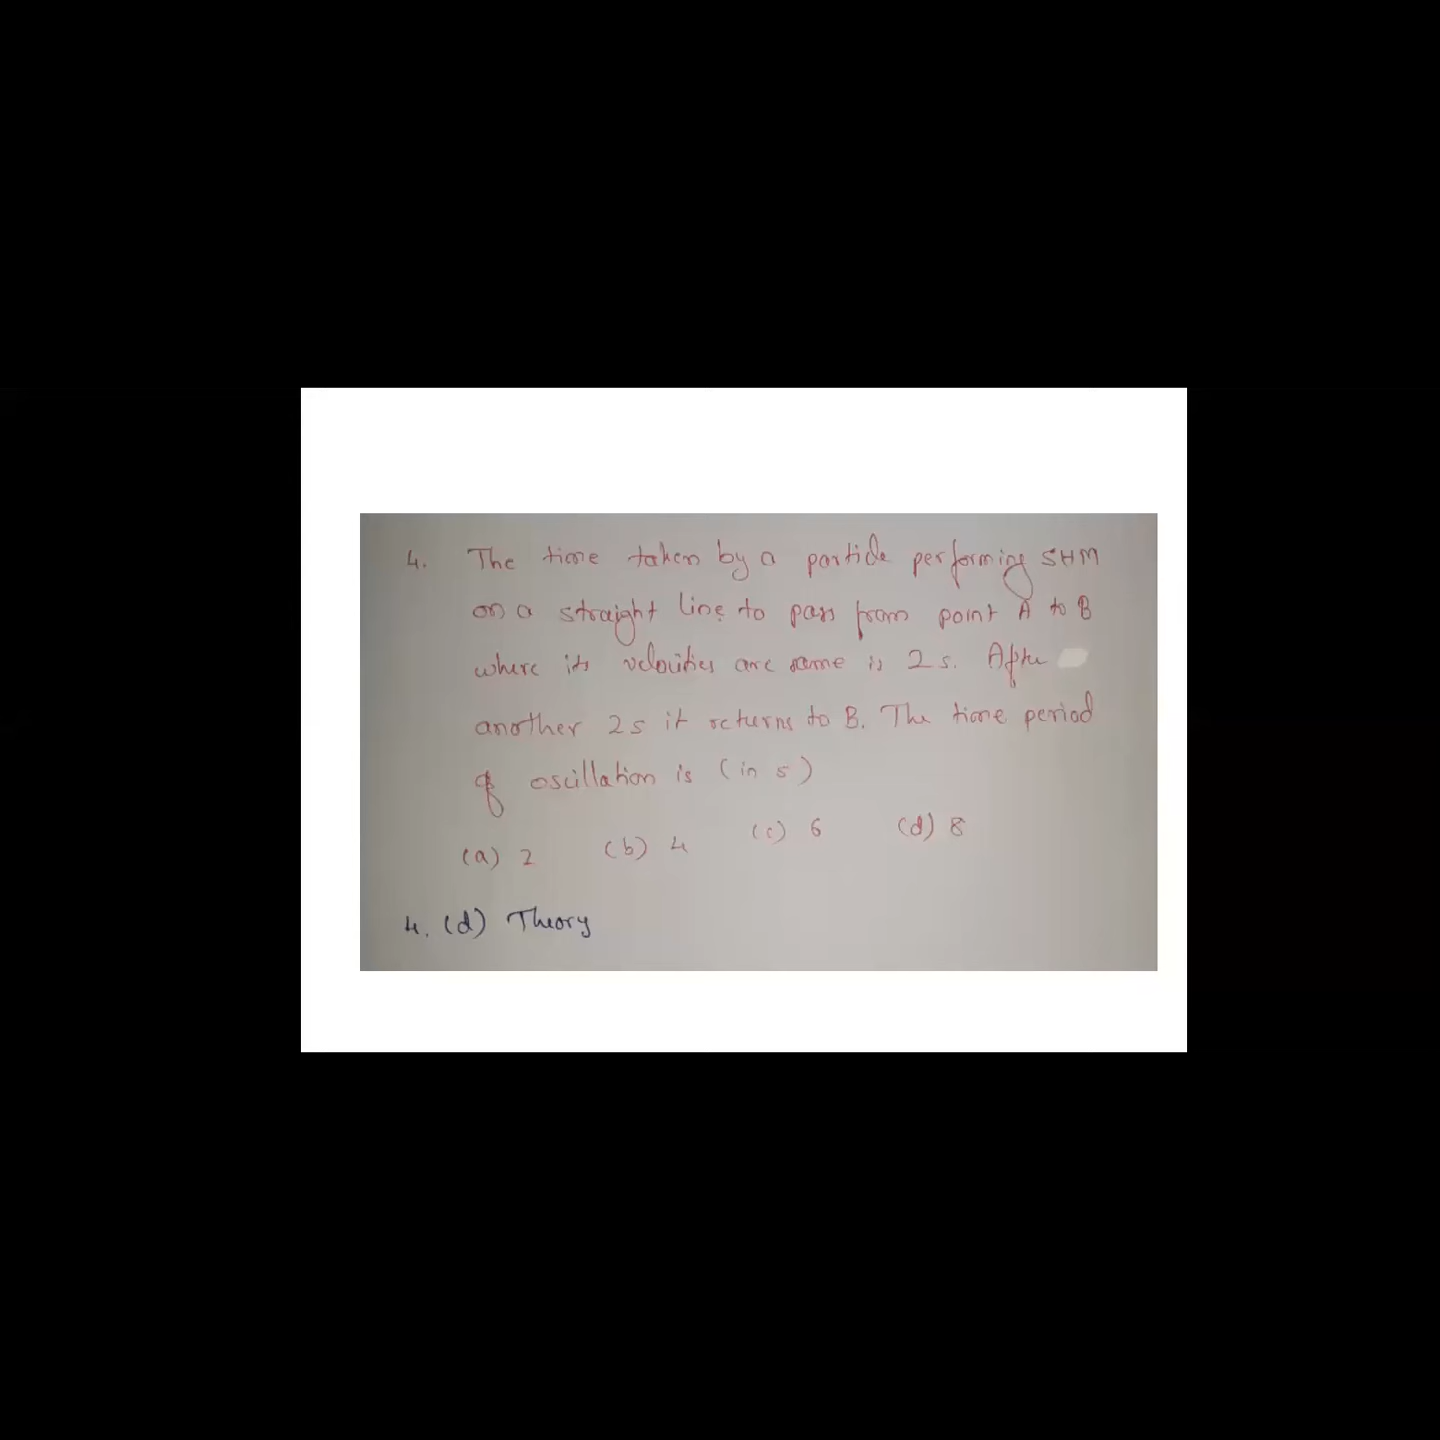 4. The time taken by a particle performing SHM
on a straight line to pass from point A to B
where its velocities are same is 2 s. After
another 2 s it returns to B. The time period
of oscillation is (in s)
(a) 2 (b) 4 (c) 6 (d) 8
4. (d) Theory